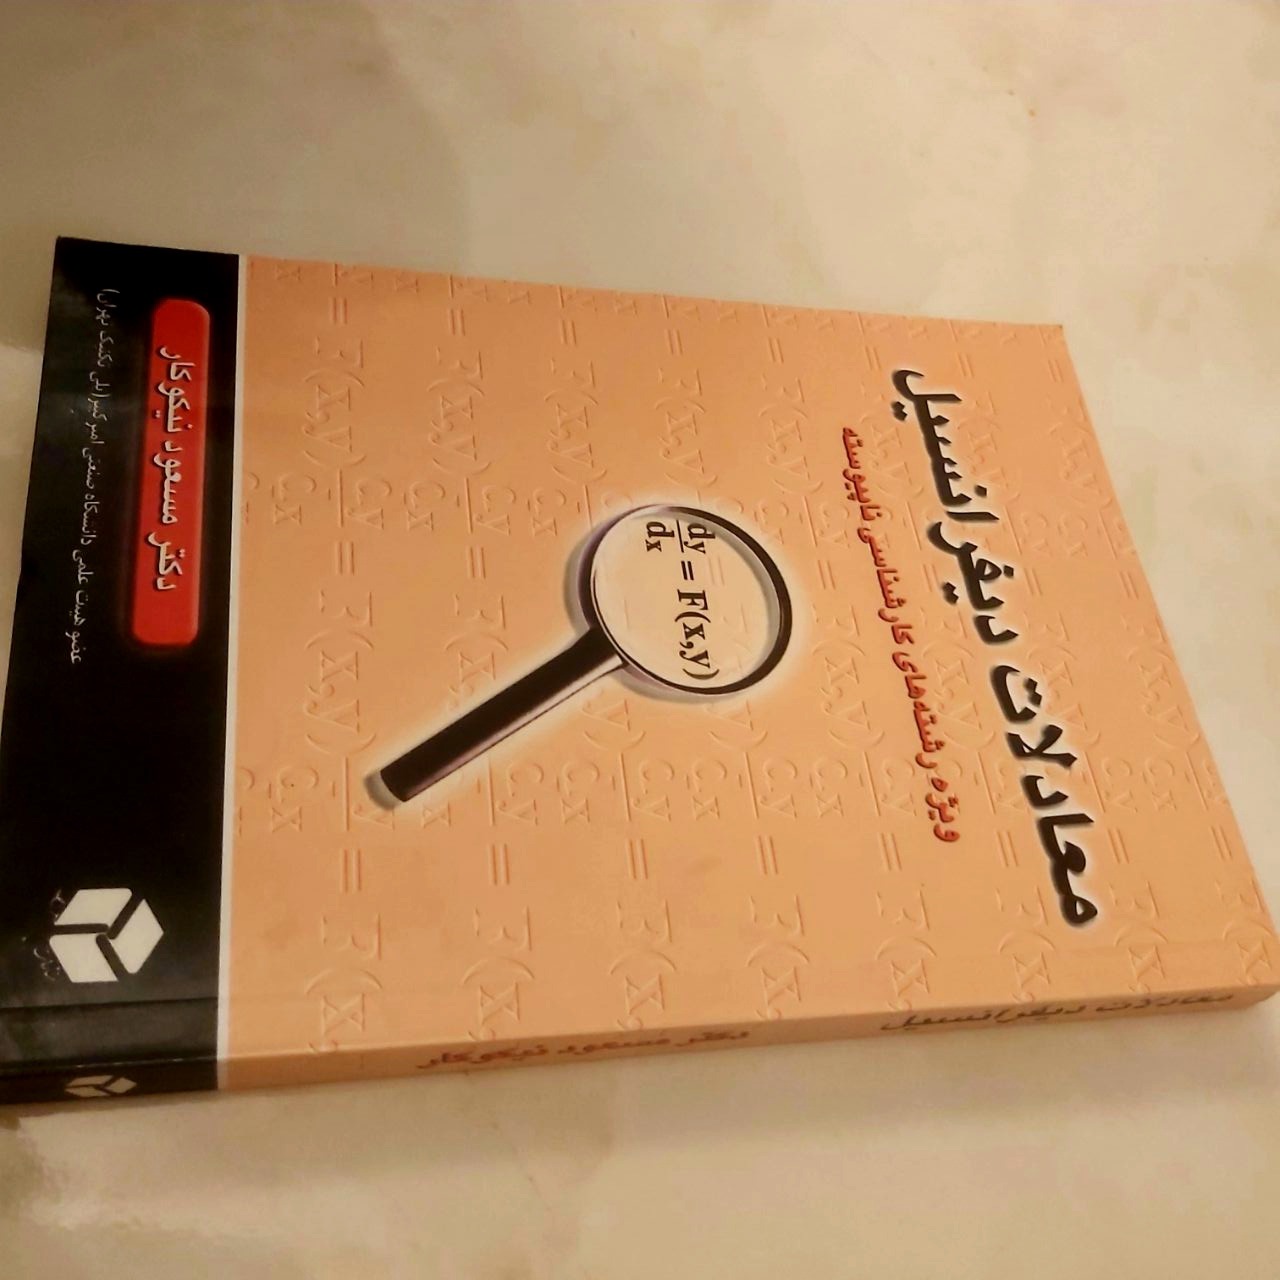 معادلات دیفرانسیل
ویژه رشته‌های کارشناسی ناپیوسته
dy/dx = F(x,y)
دکتر مسعود نیکوکار
عضو هیئت علمی دانشگاه صنعتی امیرکبیر (پلی تکنیک تهران)
معادلات دیفرانسیل
دکتر مسعود نیکوکار